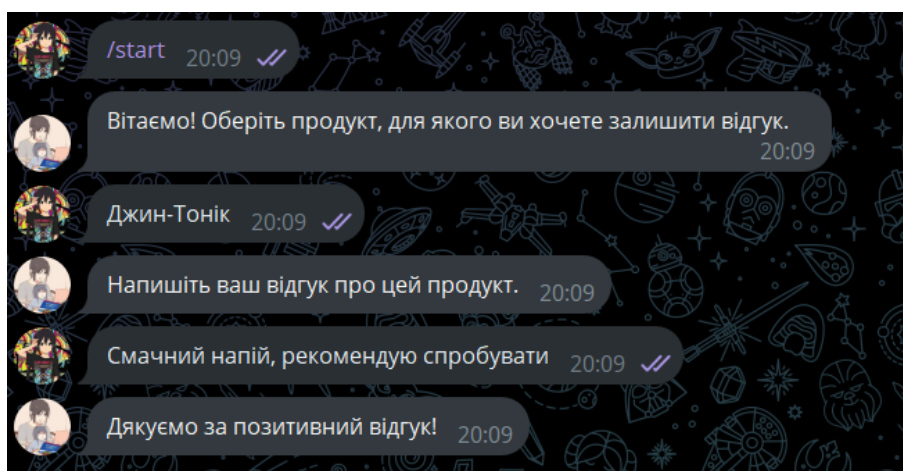 /start 20:09
Вітаємо! Оберіть продукт, для якого ви хочете залишити відгук.
20:09
Джин-Тонік 20:09
Напишіть ваш відгук про цей продукт. 20:09
Смачний напій, рекомендую спробувати 20:09
Дякуємо за позитивний відгук! 20:09